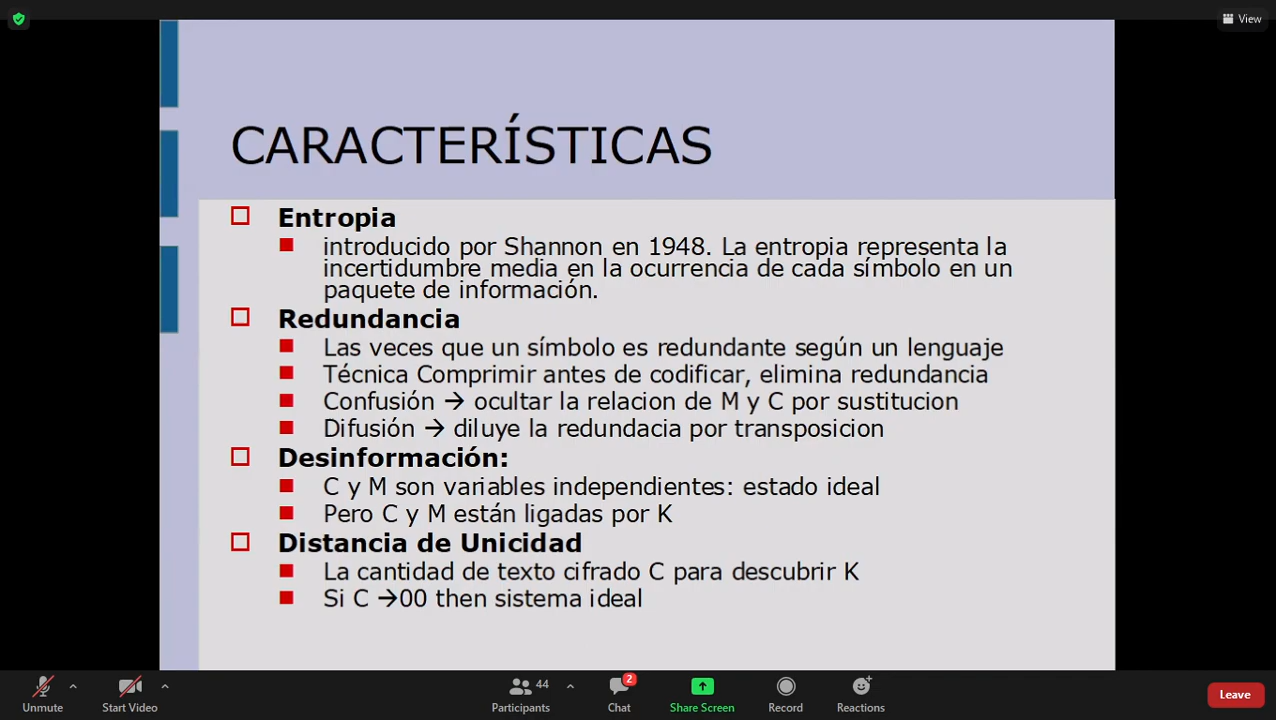 View
CARACTERÍSTICAS
Entropia
introducido por Shannon en 1948. La entropia representa la
incertidumbre media en la ocurrencia de cada símbolo en un
paquete de información.
Redundancia
Las veces que un símbolo es redundante según un lenguaje
Técnica Comprimir antes de codificar, elimina redundancia
Confusión → ocultar la relacion de M y C por sustitucion
Difusión → diluye la redundacia por transposicion
Desinformación:
C y M son variables independientes: estado ideal
Pero C y M están ligadas por K
Distancia de Unicidad
La cantidad de texto cifrado C para descubrir K
Si C →00 then sistema ideal
Unmute
Start Video
Participants
44
Chat
2
Share Screen
Record
Reactions
Leave